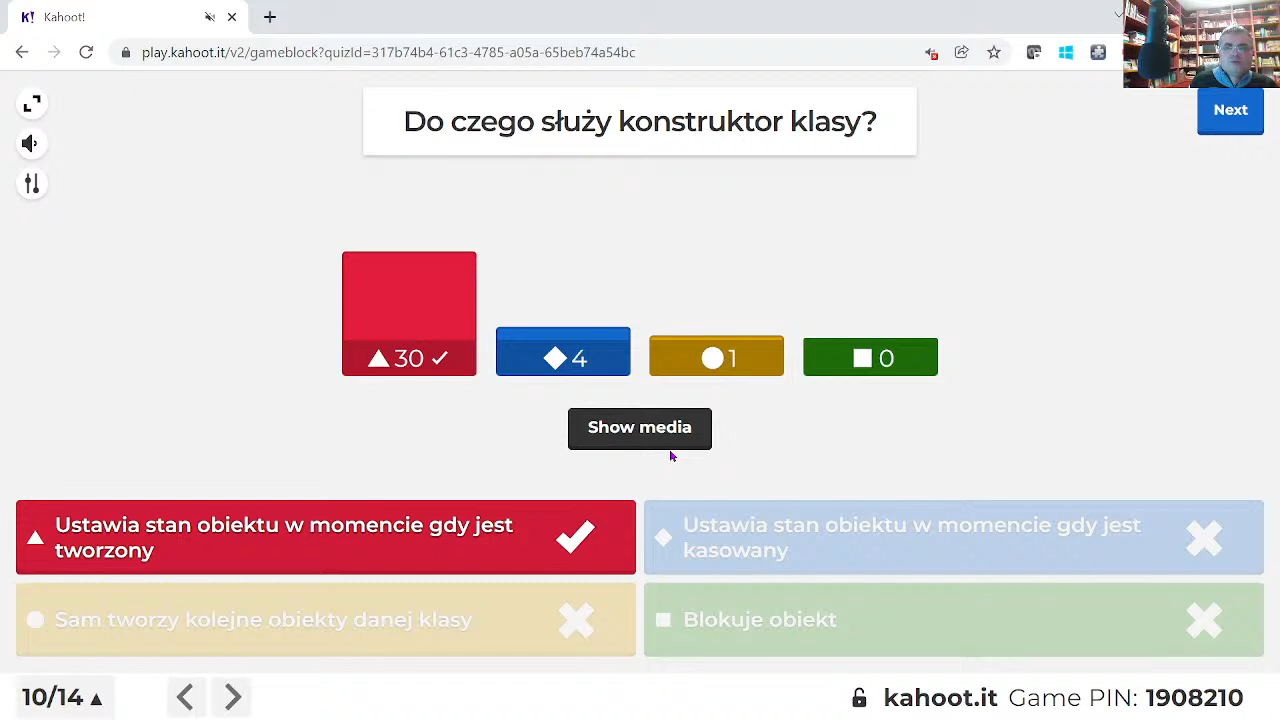 K! Kahoot!
play.kahoot.it/v2/gameblock?quizId=317b74b4-61c3-4785-a05a-65beb74a54bc
Do czego służy konstruktor klasy?
Next
30
4
1
0
Show media
Ustawia stan obiektu w momencie gdy jest
tworzony
Ustawia stan obiektu w momencie gdy jest
kasowany
Sam tworzy kolejne obiekty danej klasy
Blokuje obiekt
10/14
kahoot.it Game PIN: 1908210